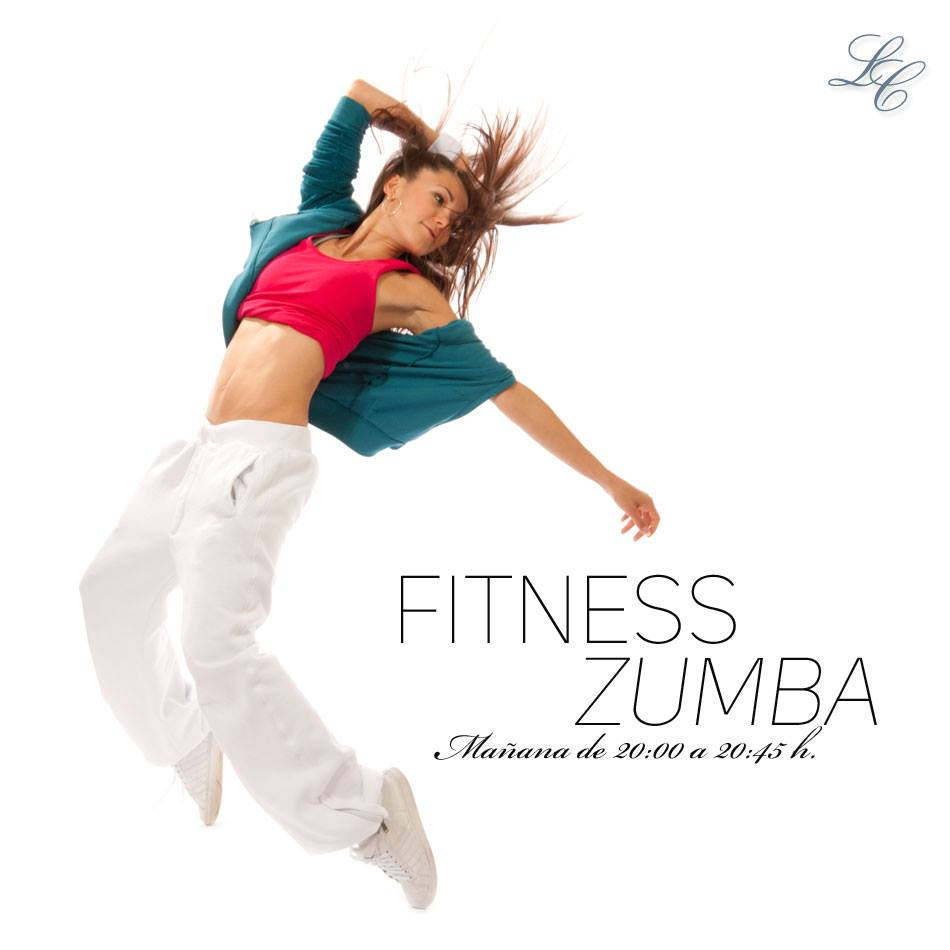 LC
FITNESS
ZUMBA
Mañana de 20:00 a 20:45 h.